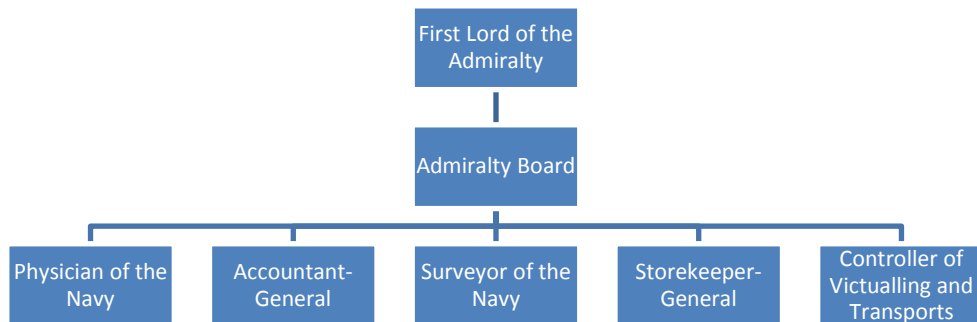 First Lord of the
Admiralty
Admiralty Board
Physician of the
Navy
Accountant-
General
Surveyor of the
Navy
Storekeeper-
General
Controller of
Victualling and
Transports